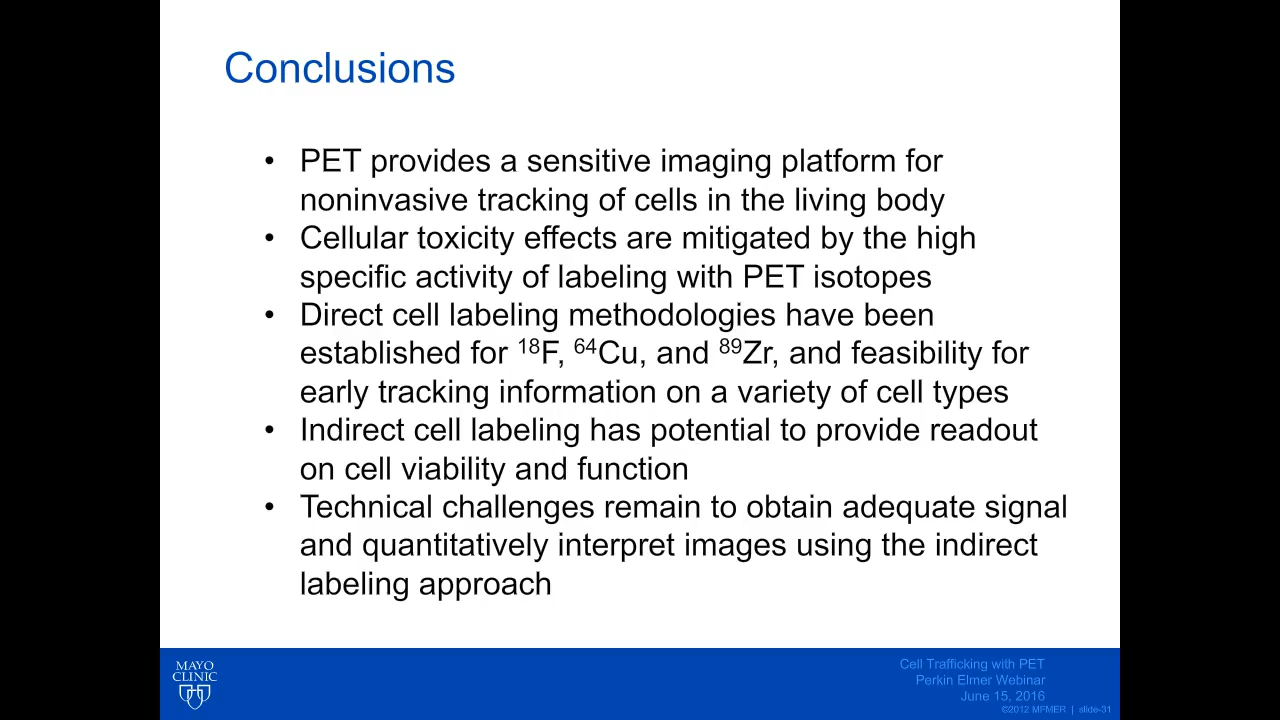 Conclusions
• PET provides a sensitive imaging platform for
noninvasive tracking of cells in the living body
• Cellular toxicity effects are mitigated by the high
specific activity of labeling with PET isotopes
• Direct cell labeling methodologies have been
established for ¹⁸F, ⁶⁴Cu, and ⁸⁹Zr, and feasibility for
early tracking information on a variety of cell types
• Indirect cell labeling has potential to provide readout
on cell viability and function
• Technical challenges remain to obtain adequate signal
and quantitatively interpret images using the indirect
labeling approach
MAYO
CLINIC
Cell Trafficking with PET
Perkin Elmer Webinar
June 15, 2016
©2012 MFMER | slide-31